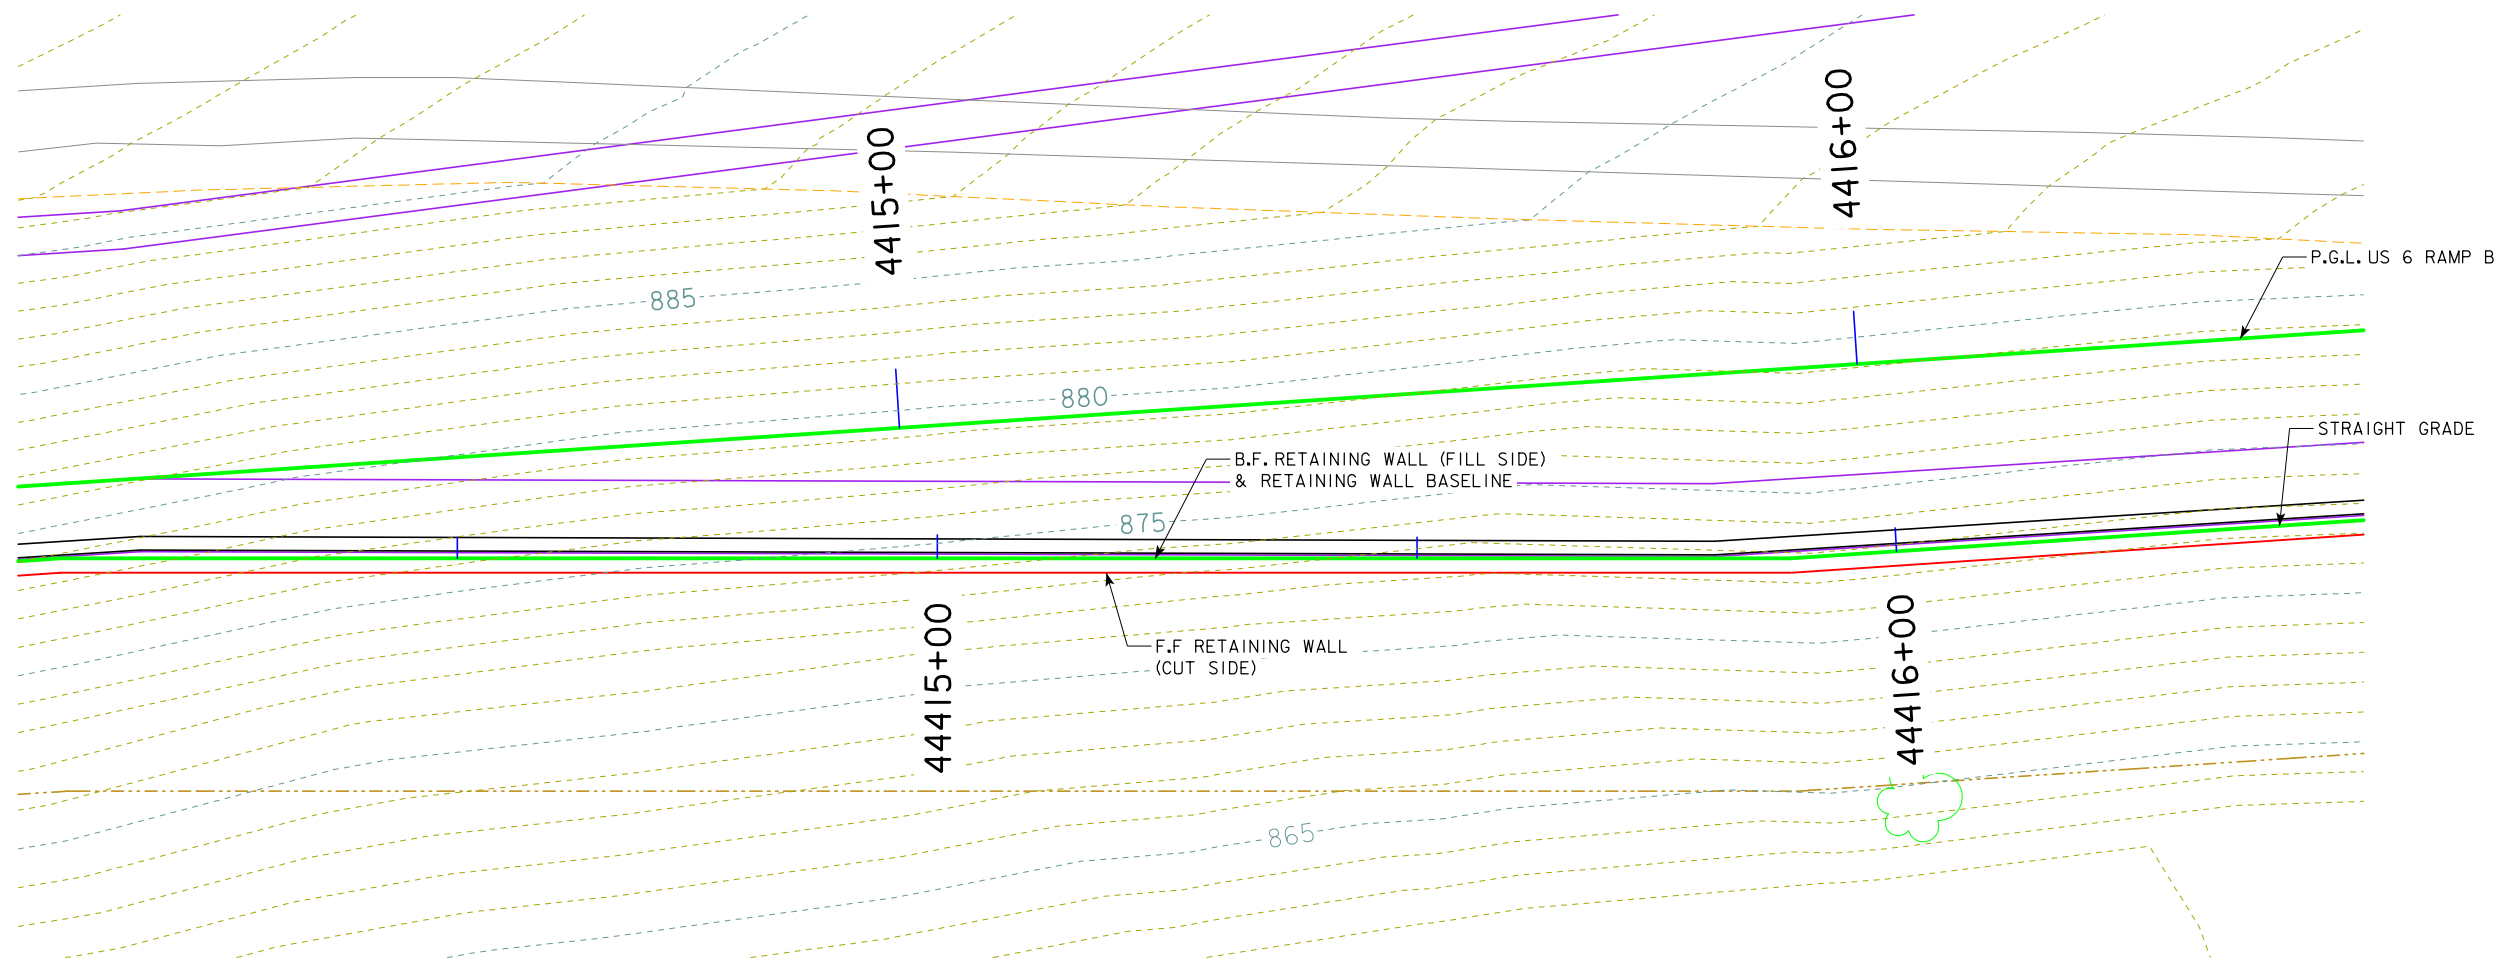 4416+00
4415+00
P.G.L. US 6 RAMP B
885
880
STRAIGHT GRADE
B.F. RETAINING WALL (FILL SIDE)
& RETAINING WALL BASELINE
875
44415+00
44416+00
F.F RETAINING WALL
(CUT SIDE)
865